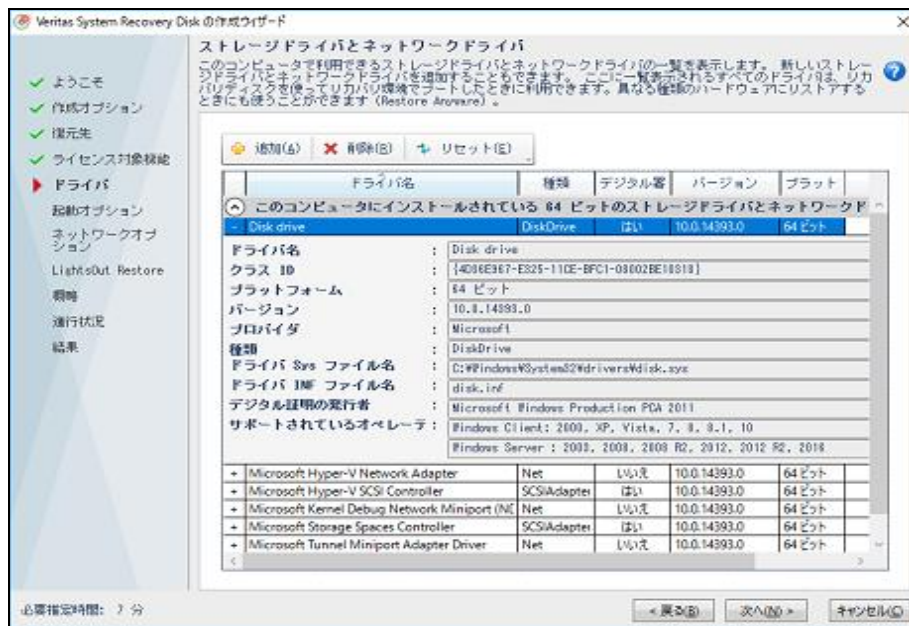 Veritas System Recovery Disk の作成ウィザード
ストレージドライバとネットワークドライバ
このコンピュータで利用できるストレージドライバとネットワークドライバの一覧を表示します。 新しいストレー
ジドライバとネットワークドライバを追加することもできます。 ここに一覧表示されるすべてのドライバは、リカ
バリディスクを使ってリカバリ環境でブートしたときに利用できます。異なる種類のハードウェアにリストアする
ときにも使うことができます (Restore Anyware) 。
ようこそ
作成オプション
復元先
ライセンス対象機能
ドライバ
起動オプション
ネットワークオプ
ション
LightsOut Restore
概略
進行状況
結果
追加(A) 削除(B) リセット(E)
ドライバ名 種類 デジタル署 バージョン プラット
このコンピュータにインストールされている 64 ビットのストレージドライバとネットワークド
- Disk drive DiskDrive はい 10.0.14393.0 64 ビット
ドライバ名 : Disk drive
クラス ID : {4D36E967-E325-11CE-BFC1-08002BE10318}
プラットフォーム : 64 ビット
バージョン : 10.0.14393.0
プロバイダ : Microsoft
種類 : DiskDrive
ドライバ Sys ファイル名 : C:¥Windows¥System32¥drivers¥disk.sys
ドライバ INF ファイル名 : disk.inf
デジタル証明の発行者 : Microsoft Windows Production PCA 2011
サポートされているオペレーテ : Windows Client: 2000, XP, Vista, 7, 8, 8.1, 10
Windows Server : 2003, 2008, 2008 R2, 2012, 2012 R2, 2016
+ Microsoft Hyper-V Network Adapter Net いいえ 10.0.14393.0 64 ビット
+ Microsoft Hyper-V SCSI Controller SCSIAdapter はい 10.0.14393.0 64 ビット
+ Microsoft Kernel Debug Network Miniport (ND Net いいえ 10.0.14393.0 64 ビット
+ Microsoft Storage Spaces Controller SCSIAdapter はい 10.0.14393.0 64 ビット
+ Microsoft Tunnel Miniport Adapter Driver Net いいえ 10.0.14393.0 64 ビット
必要推定時間: 7 分
< 戻る(B) 次へ(N) > キャンセル(C)